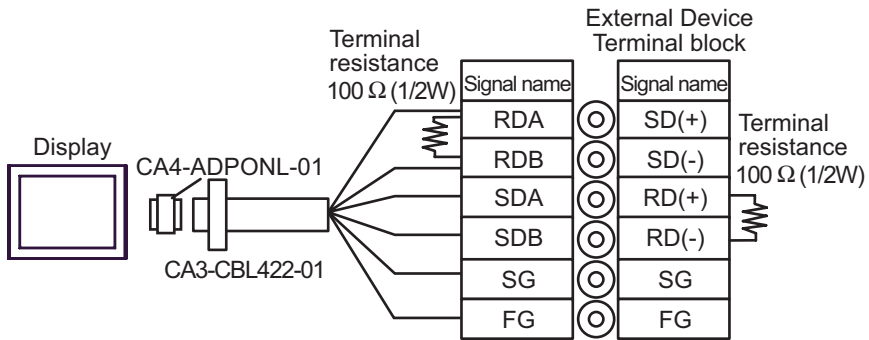 External Device
Terminal block
Terminal
resistance
100 Ω (1/2W)
Signal name
Signal name
RDA
SD(+)
RDB
SD(-)
SDA
RD(+)
SDB
RD(-)
SG
SG
FG
FG
Terminal
resistance
100 Ω (1/2W)
Display
CA4-ADPONL-01
CA3-CBL422-01